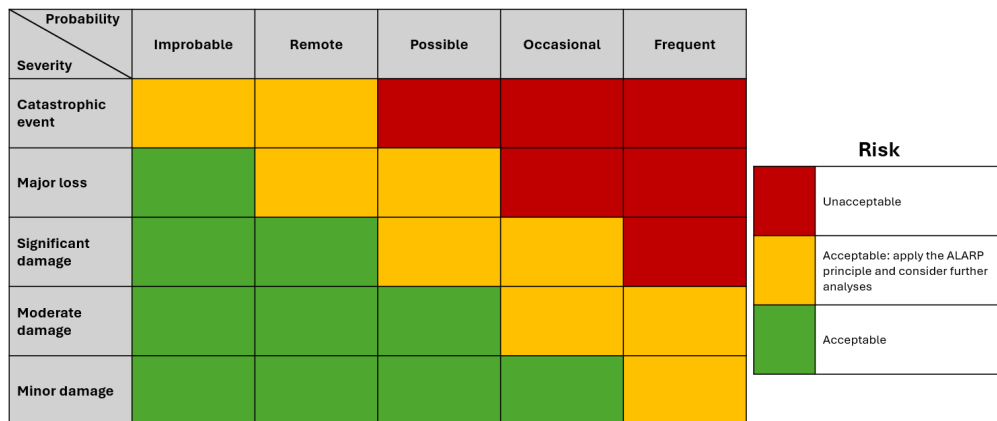 Probability
Severity
Improbable
Remote
Possible
Occasional
Frequent
Catastrophic
event
Major loss
Significant
damage
Moderate
damage
Minor damage
Risk
Unacceptable
Acceptable: apply the ALARP
principle and consider further
analyses
Acceptable